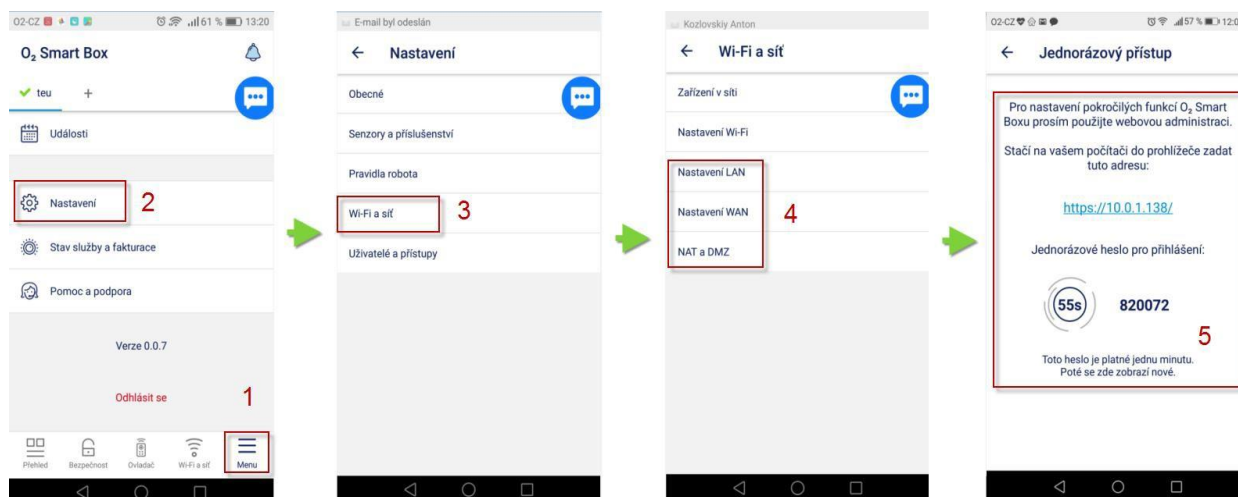 O2-CZ 61 % 13:20
O₂ Smart Box
teu +
Události
Nastavení
2
Stav služby a fakturace
Pomoc a podpora
Verze 0.0.7
Odhlásit se
1
Přehled Bezpečnost Ovladač Wi-Fi a síť Menu
E-mail byl odeslán
Nastavení
Obecné
Senzory a příslušenství
Pravidla robota
Wi-Fi a síť
3
Uživatelé a přístupy
Kozlovskiy Anton
Wi-Fi a síť
Zařízení v síti
Nastavení Wi-Fi
Nastavení LAN
Nastavení WAN
4
NAT a DMZ
O2-CZ 57 % 12:0
Jednorázový přístup
Pro nastavení pokročilých funkcí O₂ Smart
Boxu prosím použijte webovou administraci.
Stačí na vašem počítači do prohlížeče zadat
tuto adresu:
https://10.0.1.138/
Jednorázové heslo pro přihlášení:
55s 820072
5
Toto heslo je platné jednu minutu.
Poté se zde zobrazí nové.